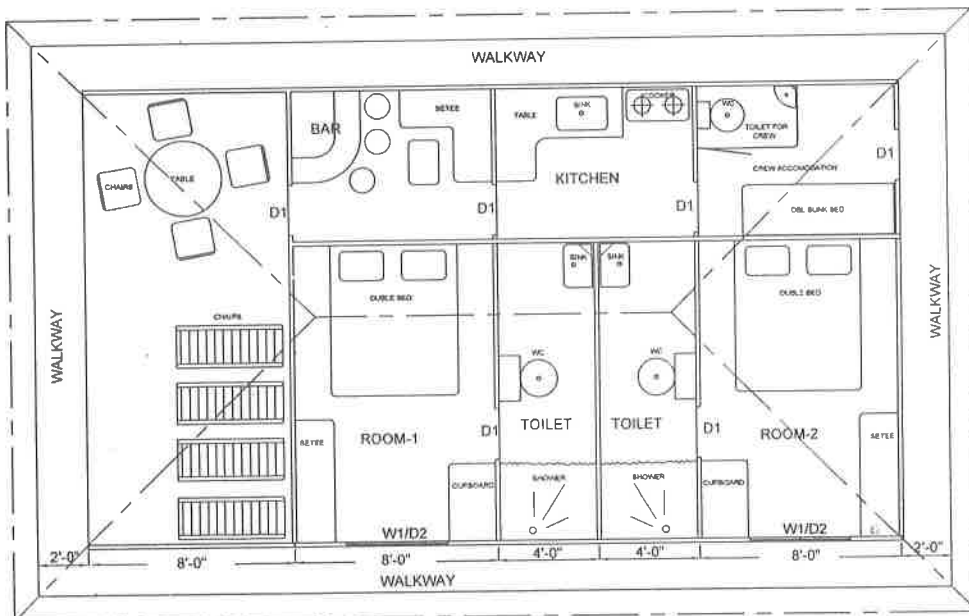 WALKWAY
COOKER
BAR
SETEE
TABLE
SINK
WC
TOILET FOR
CREW
D1
CREW ACCOMODATION
TABLE
CHAIRS
KITCHEN
D1
D1
D1
DBL BUNK BED
SINK
SINK
WALKWAY
WALKWAY
DUBLE BED
DUBLE BED
CHAIRS
WC
WC
ROOM-1
D1
TOILET
TOILET
D1
ROOM-2
SETEE
SETEE
CUPBOARD
SHOWER
SHOWER
CUPBOARD
W1/D2
W1/D2
2'-0"
8'-0"
8'-0"
4'-0"
4'-0"
8'-0"
2'-0"
WALKWAY